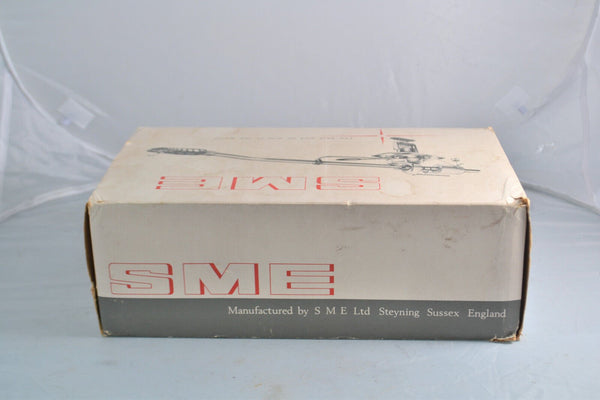 SME
SME
Manufactured by S M E Ltd Steyning Sussex England